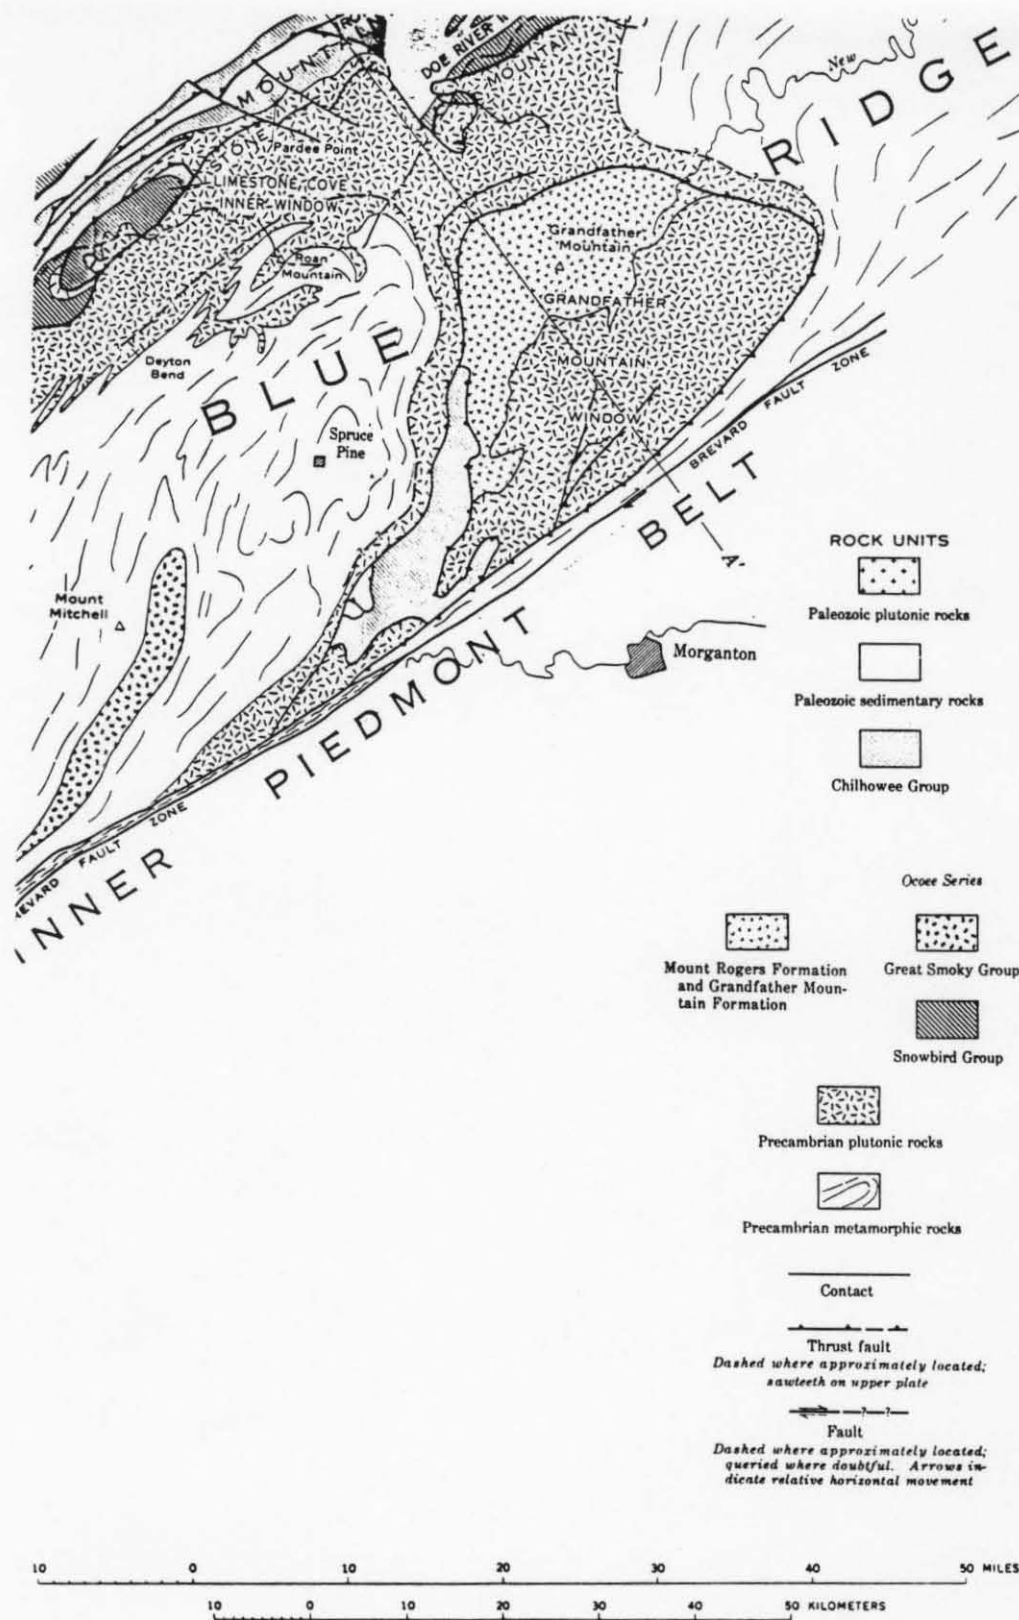 DOE RIVER
MOUNTAIN
New
RIDGE
MOUNTAIN
STONE
Pardee Point
LIMESTONE COVE
INNER WINDOW
Roan
Mountain
Grandfather
Mountain
GRANDFATHER
MOUNTAIN
WINDOW
Deyton
Bend
BLUE
Spruce
Pine
BREVARD FAULT ZONE
BELT
A'
Mount
Mitchell
Morganton
PIEDMONT
INNER
BREVARD FAULT ZONE
ROCK UNITS
Paleozoic plutonic rocks
Paleozoic sedimentary rocks
Chilhowee Group
Ocoee Series
Mount Rogers Formation
and Grandfather Moun-
tain Formation
Great Smoky Group
Snowbird Group
Precambrian plutonic rocks
Precambrian metamorphic rocks
Contact
Thrust fault
Dashed where approximately located;
sawteeth on upper plate
? ?
Fault
Dashed where approximately located;
queried where doubtful. Arrows in-
dicate relative horizontal movement
10 0 10 20 30 40 50 MILES
10 0 10 20 30 40 50 KILOMETERS